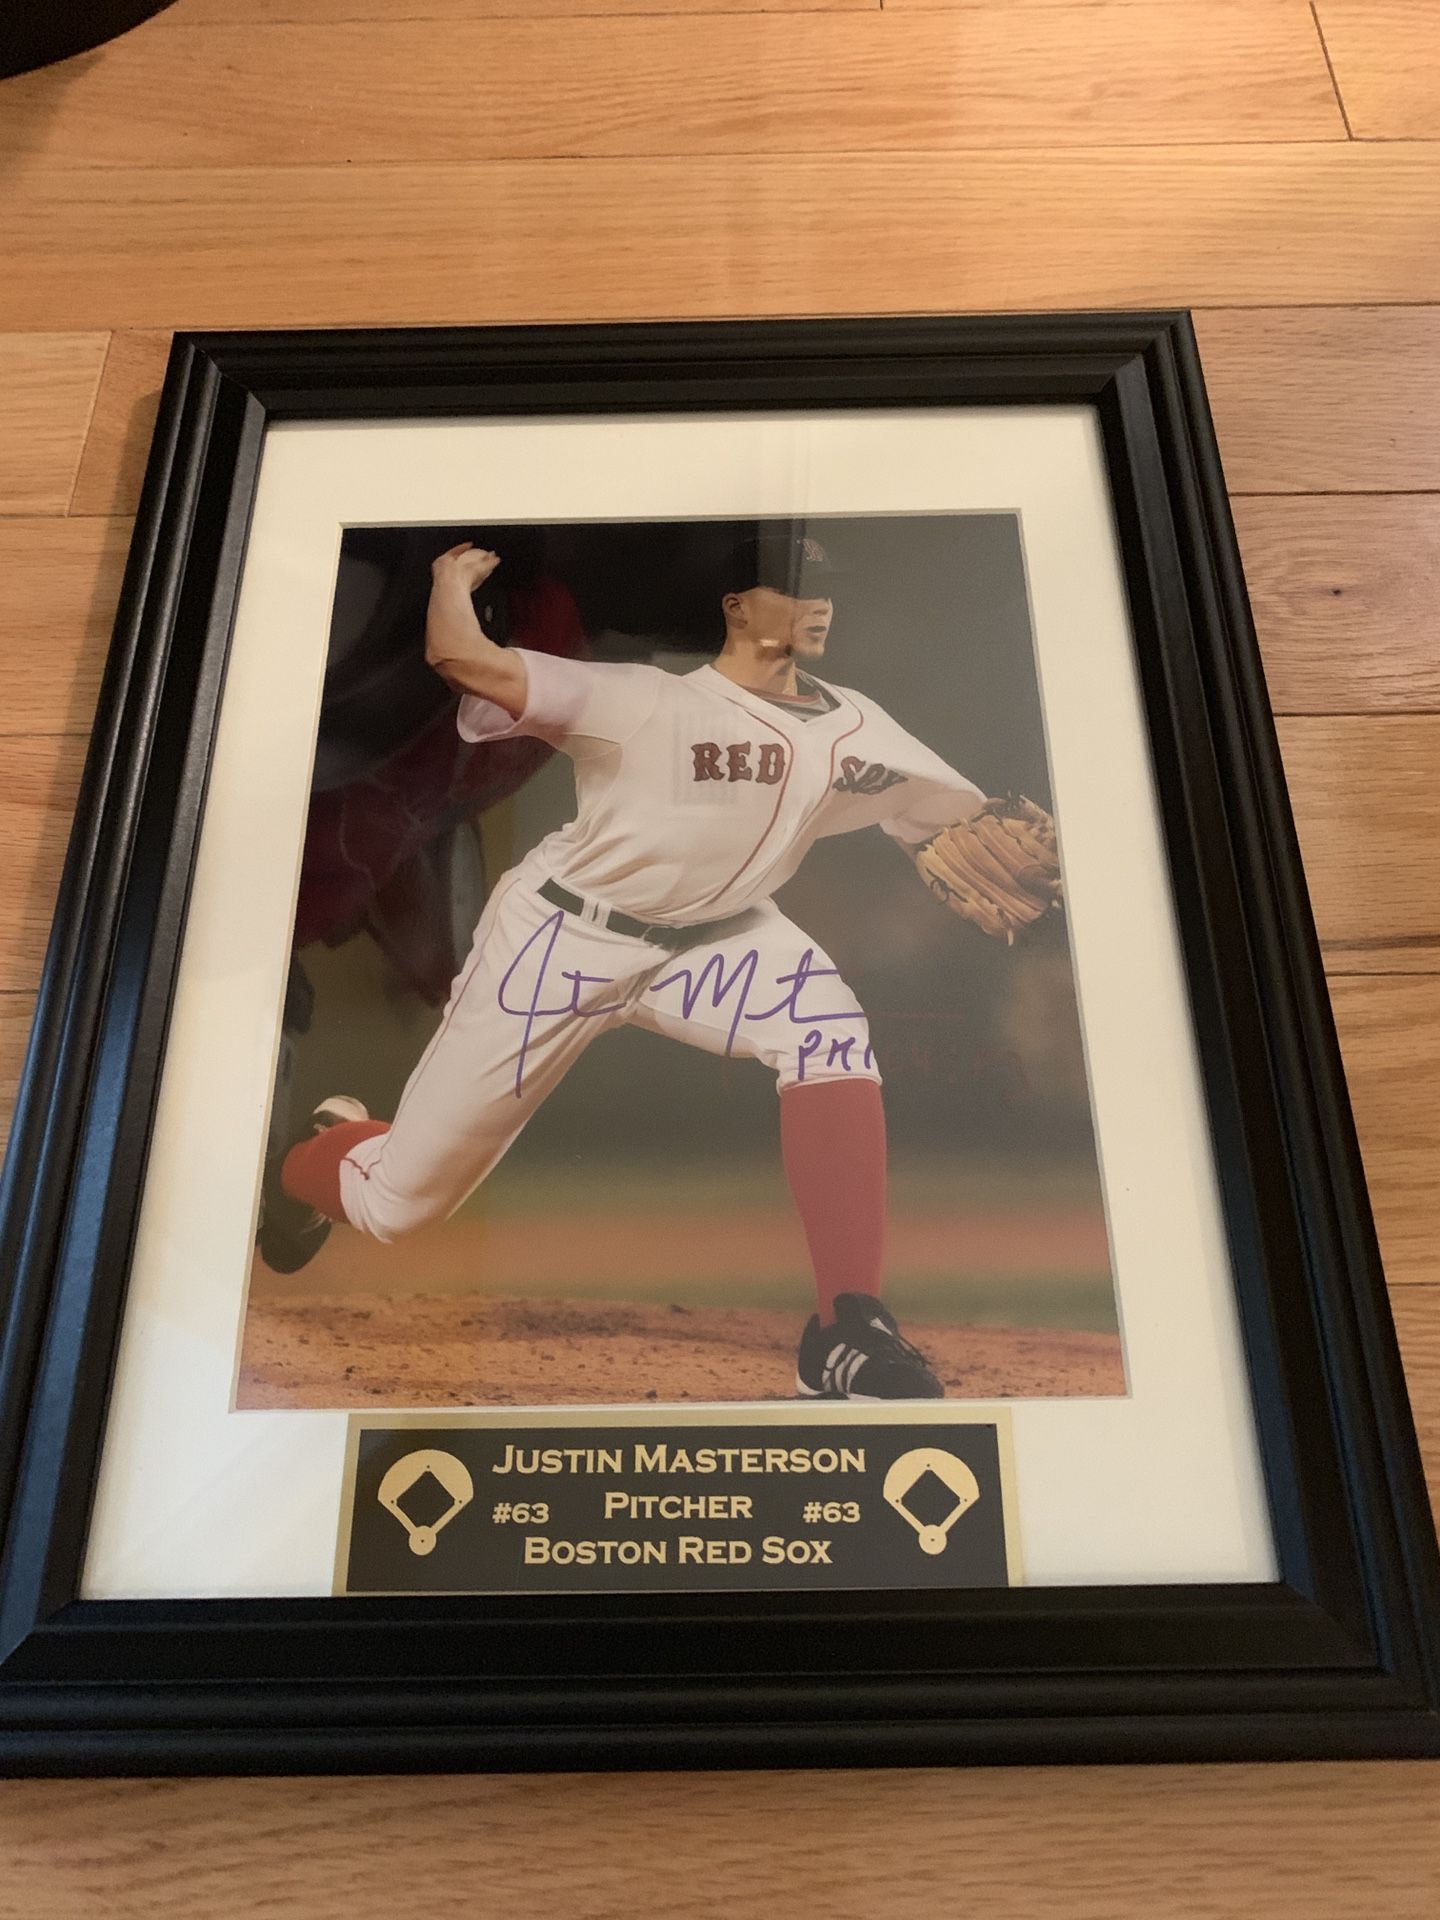 RED SOX
Justin Masterson
#63 Pitcher #63
Boston Red Sox